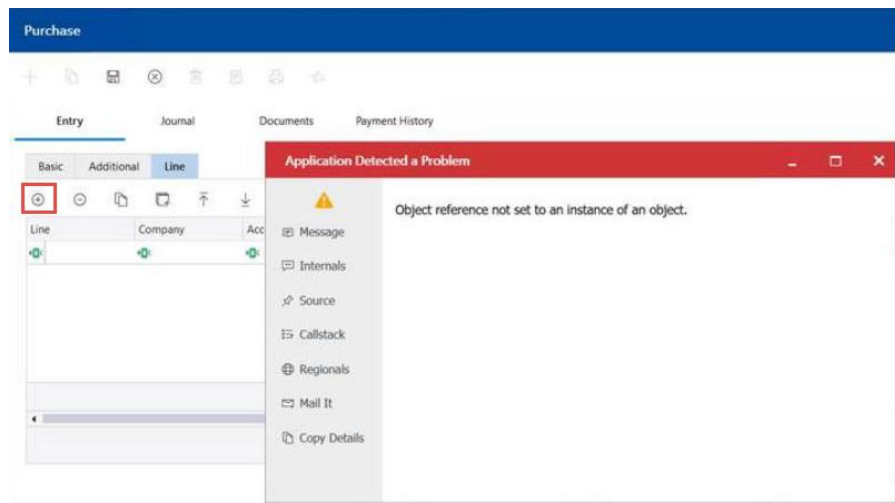 Purchase
Entry Journal Documents Payment History
Basic Additional Line
Line Company Acc
Application Detected a Problem
Object reference not set to an instance of an object.
Message
Internals
Source
Callstack
Regionals
Mail It
Copy Details